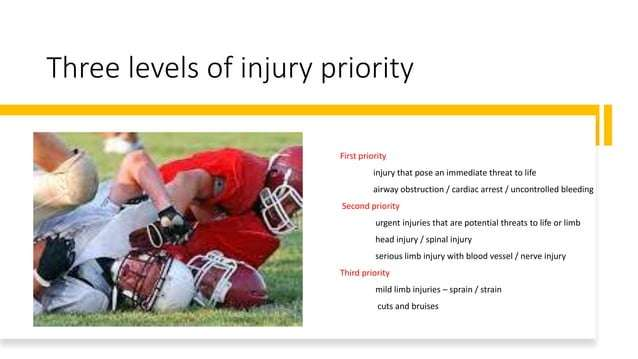 Three levels of injury priority
First priority
injury that pose an immediate threat to life
airway obstruction / cardiac arrest / uncontrolled bleeding
Second priority
urgent injuries that are potential threats to life or limb
head injury / spinal injury
serious limb injury with blood vessel / nerve injury
Third priority
mild limb injuries – sprain / strain
cuts and bruises